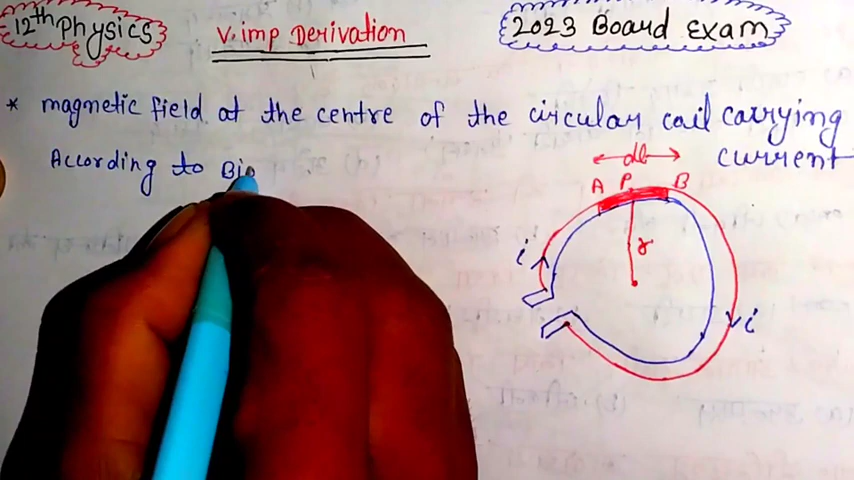 12th Physics
V. imp Derivation
2023 Board Exam
* magnetic field at the centre of the circular coil carrying
current
According to Bio
dl
A P B
i
r
i